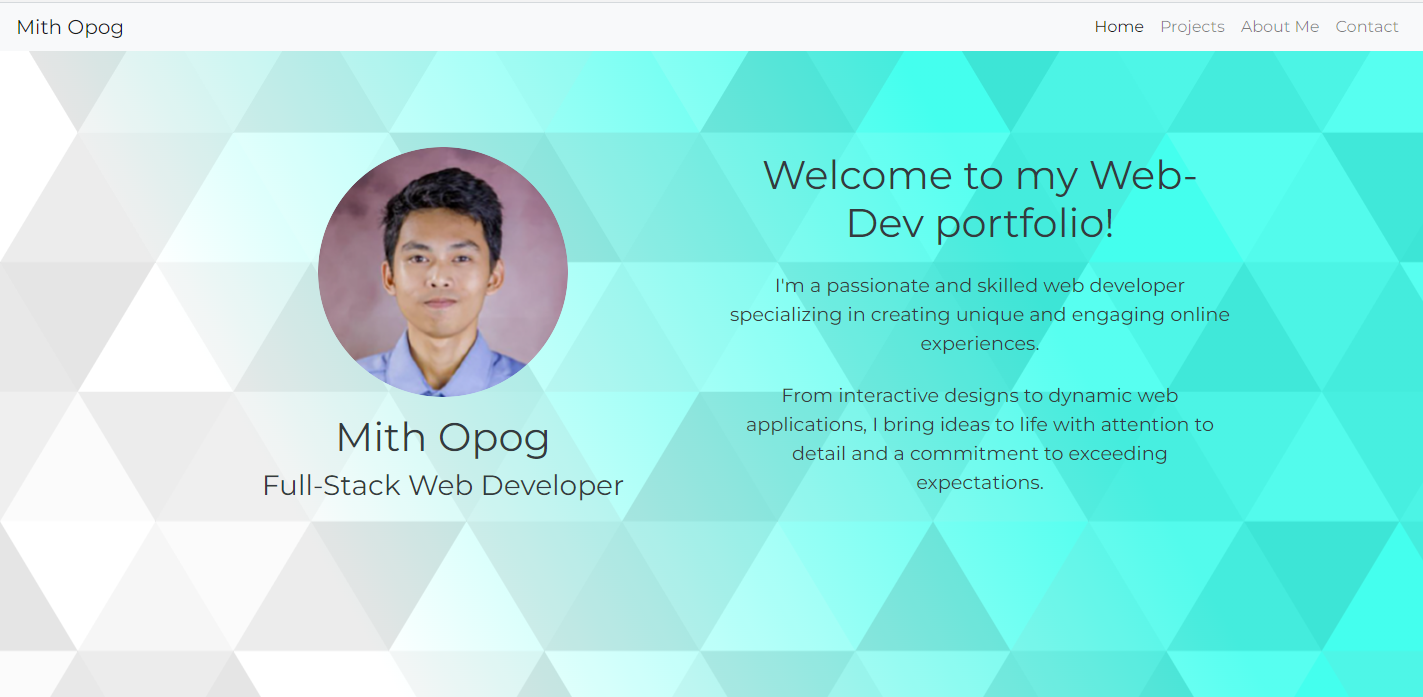 Mith Opog
Home Projects About Me Contact
Mith Opog
Full-Stack Web Developer
Welcome to my Web-
Dev portfolio!
I'm a passionate and skilled web developer
specializing in creating unique and engaging online
experiences.
From interactive designs to dynamic web
applications, I bring ideas to life with attention to
detail and a commitment to exceeding
expectations.